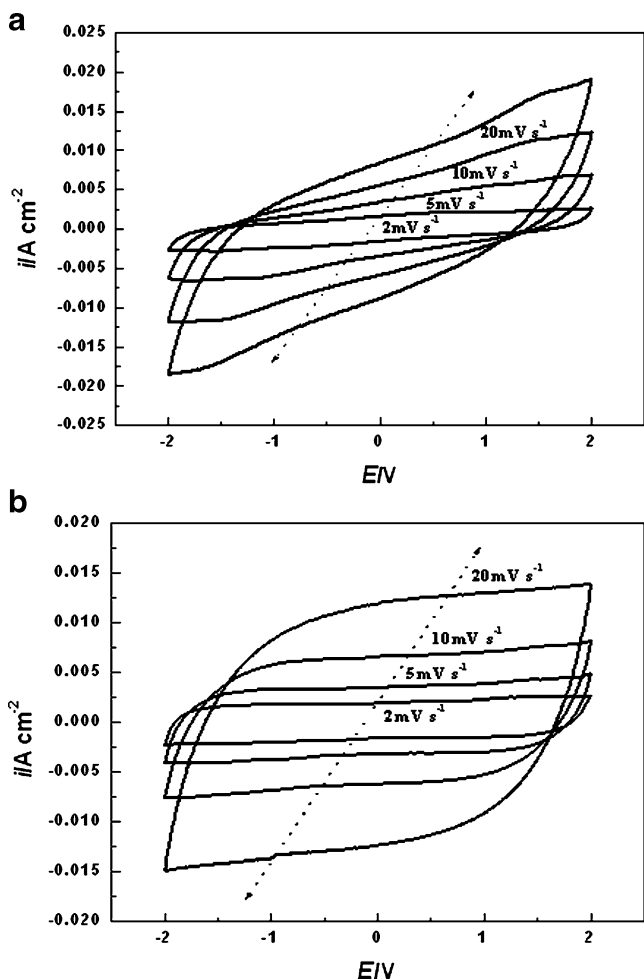 a
0.025
0.020
0.015
0.010
0.005
0.000
-0.005
-0.010
-0.015
-0.020
-0.025
i/A cm⁻²
20mV s⁻¹
10mV s⁻¹
5mV s⁻¹
2mV s⁻¹
-2 -1 0 1 2
E/V
b
0.020
0.015
0.010
0.005
0.000
-0.005
-0.010
-0.015
-0.020
i/A cm⁻²
20mV s⁻¹
10mV s⁻¹
5mV s⁻¹
2mV s⁻¹
-2 -1 0 1 2
E/V